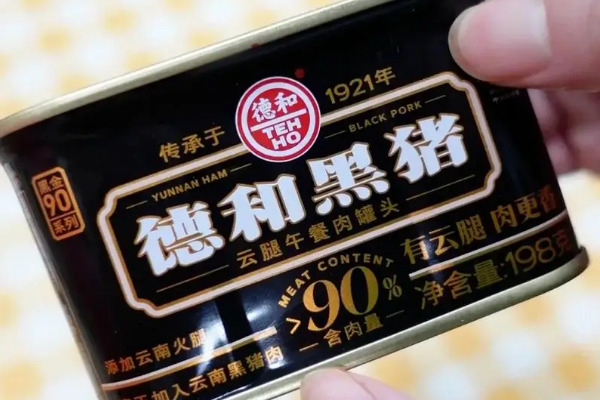 传承于
德和
TEH HO
1921年
YUNNAN HAM
BLACK PORK
德和黑猪
云腿午餐肉罐头
黑金
90
系列
有云腿 肉更香
MEAT CONTENT
>90%
含肉量
净含量:198克
添加云南火腿
加入云南黑猪肉